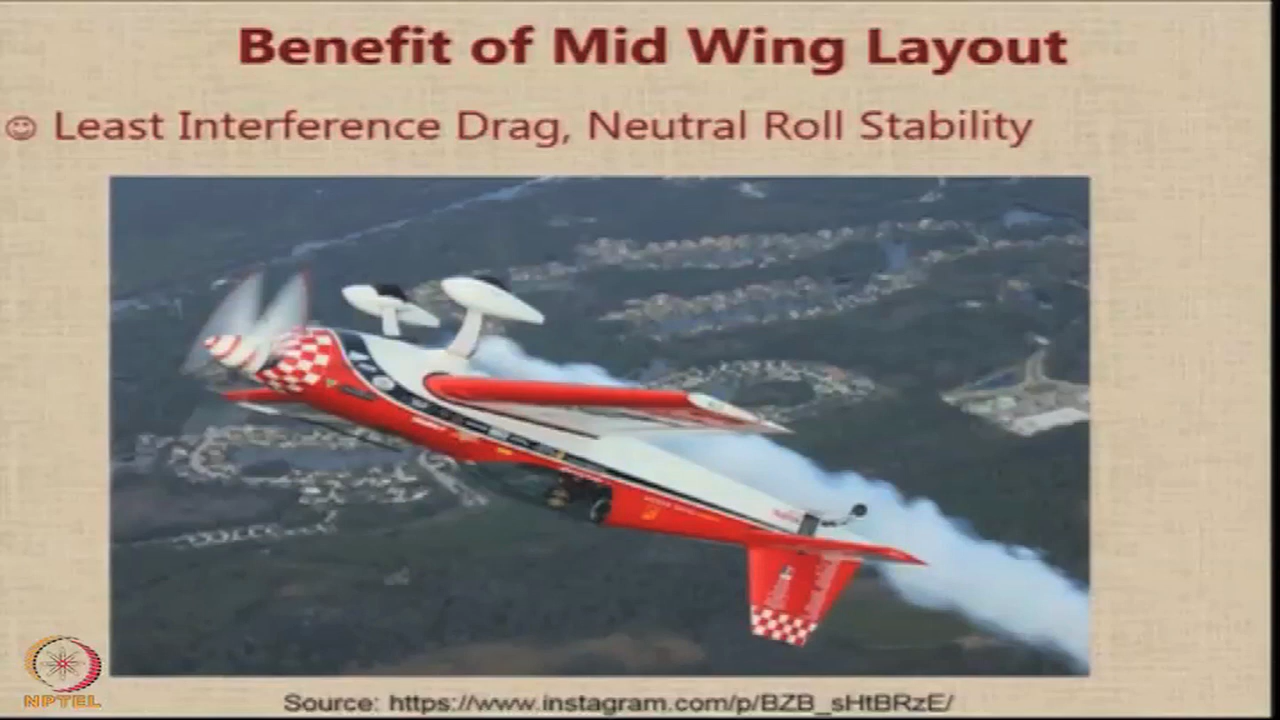 Benefit of Mid Wing Layout
Least Interference Drag, Neutral Roll Stability
NPTEL
Source: https://www.instagram.com/p/BZB_sHtBRzE/